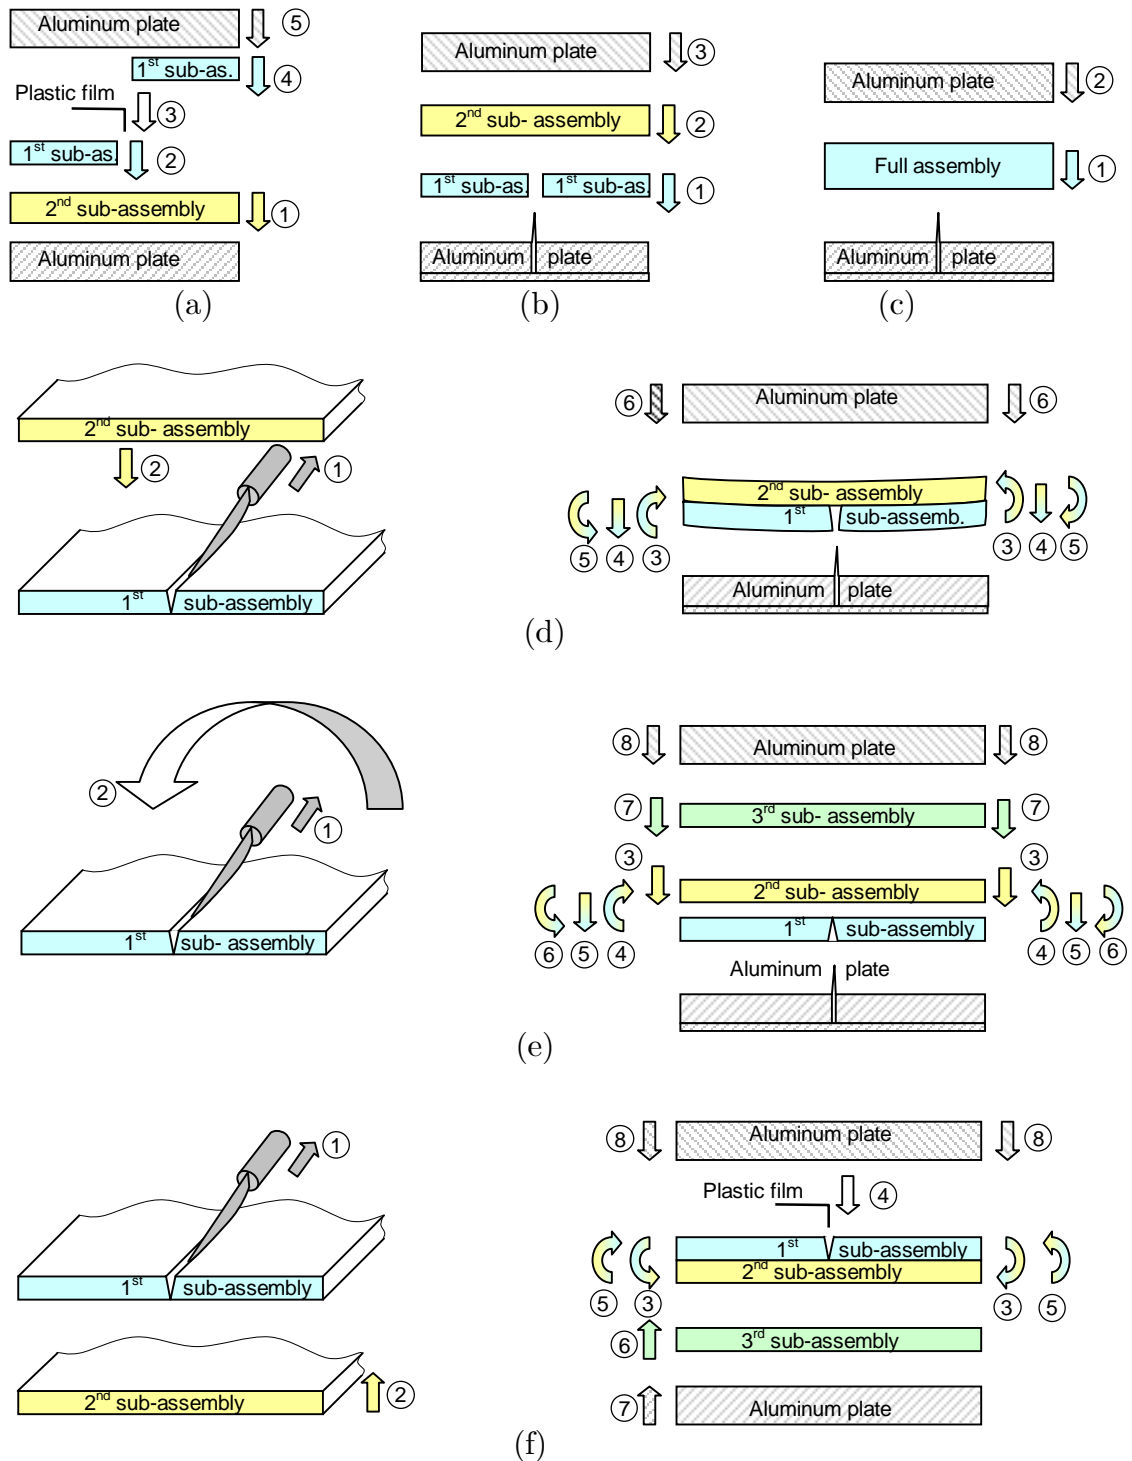 Aluminum plate ⑤
1st sub-as. ④
Plastic film ③
1st sub-as. ②
2nd sub-assembly ①
Aluminum plate
(a)
Aluminum plate ③
2nd sub- assembly ②
1st sub-as. 1st sub-as. ①
Aluminum plate
(b)
Aluminum plate ②
Full assembly ①
Aluminum plate
(c)
2nd sub- assembly
② ①
1st sub-assembly
⑥ Aluminum plate ⑥
2nd sub- assembly
1st sub-assemb.
⑤ ④ ③ ③ ④ ⑤
Aluminum plate
(d)
②
①
1st sub- assembly
⑧ Aluminum plate ⑧
⑦ 3rd sub- assembly ⑦
③ ③
2nd sub- assembly
1st sub-assembly
⑥ ⑤ ④ ④ ⑤ ⑥
Aluminum plate
(e)
①
1st sub-assembly
2nd sub-assembly ②
⑧ Aluminum plate ⑧
Plastic film ④
1st sub-assembly
2nd sub-assembly
⑤ ③ ③ ⑤
⑥ 3rd sub-assembly
⑦ Aluminum plate
(f)